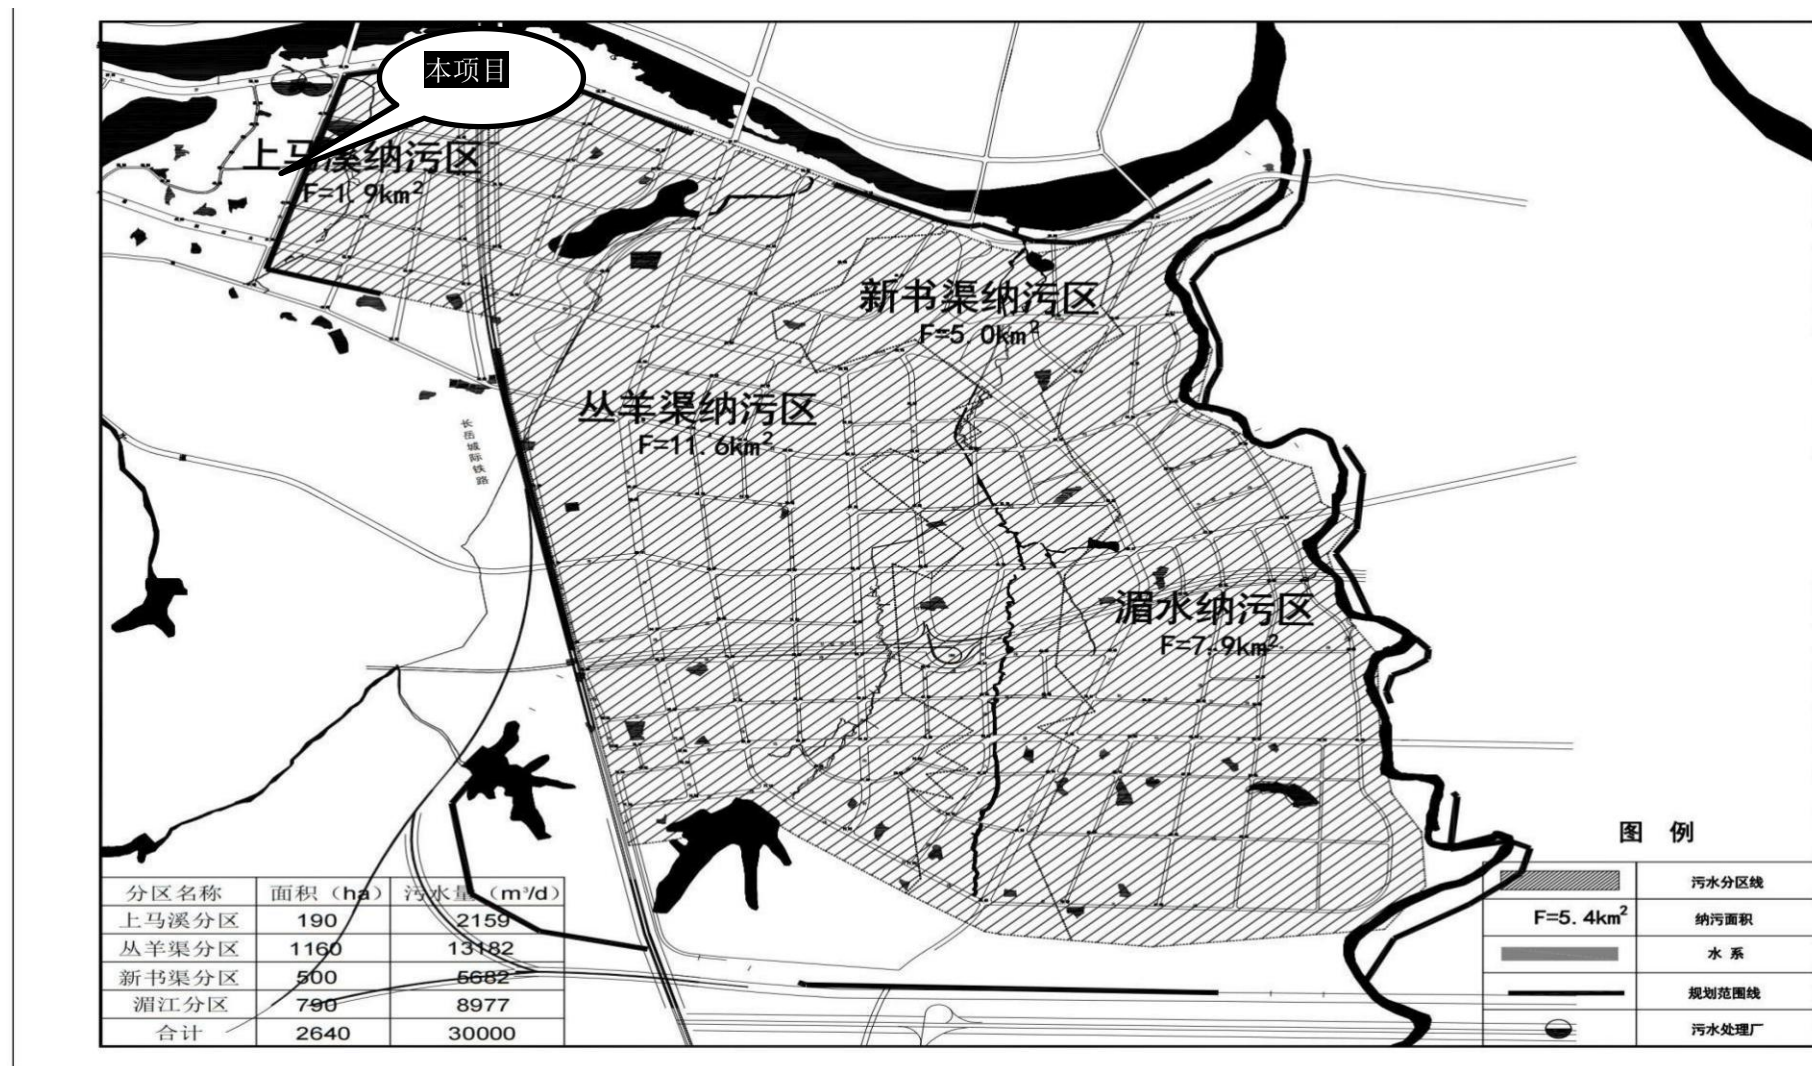 本项目
上马溪纳污区
F=1.9km²
新书渠纳污区
F=5.0km²
丛羊渠纳污区
F=11.6km²
长岳城际铁路
湄水纳污区
F=7.9km²
分区名称 面积（ha） 污水量（m³/d）
上马溪分区 190 2159
丛羊渠分区 1160 13182
新书渠分区 500 5682
湄江分区 790 8977
合计 2640 30000
图 例
污水分区线
F=5.4km² 纳污面积
水 系
规划范围线
污水处理厂